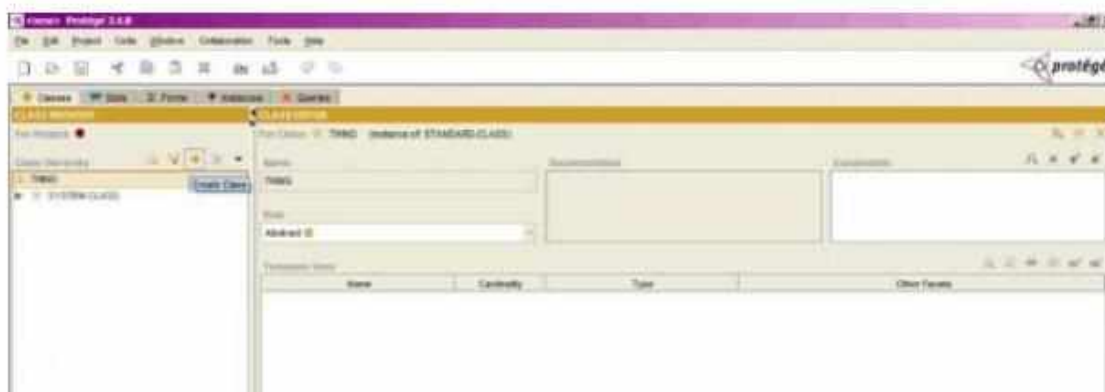 <new> Protégé 3.4.8
File Edit Project Code Window Collaboration Tools Help
protégé
Classes Slots Forms Instances Queries
CLASS BROWSER
CLASS EDITOR
For Project:
For Class: THING (instance of :STANDARD-CLASS)
Class Hierarchy
Name
Documentation
Constraints
:THING
Create Class
THING
:SYSTEM-CLASS
Role
Abstract
Template Slots
Name Cardinality Type Other Facets